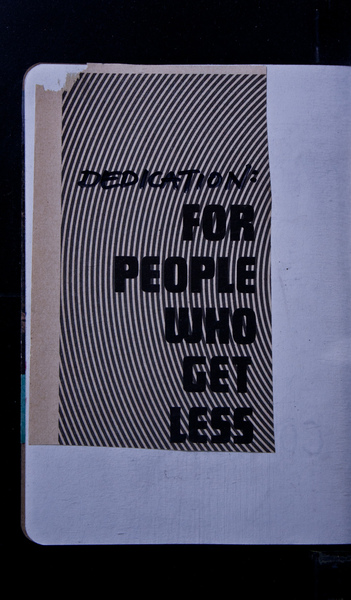 DEDICATION:
FOR
PEOPLE
WHO
GET
LESS